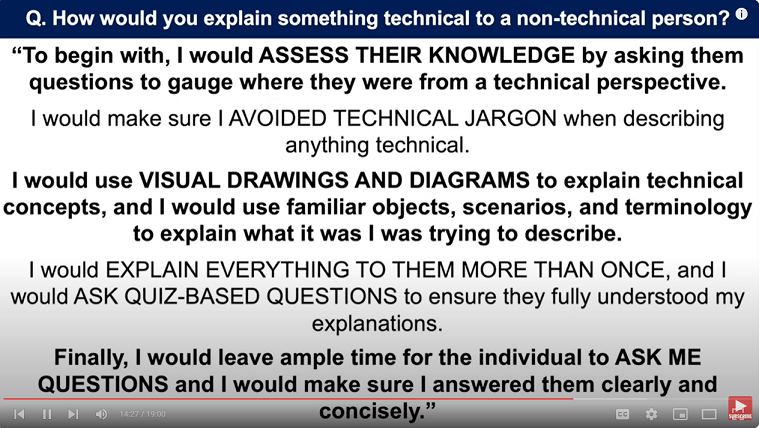 Q. How would you explain something technical to a non-technical person?
“To begin with, I would ASSESS THEIR KNOWLEDGE by asking them
questions to gauge where they were from a technical perspective.
I would make sure I AVOIDED TECHNICAL JARGON when describing
anything technical.
I would use VISUAL DRAWINGS AND DIAGRAMS to explain technical
concepts, and I would use familiar objects, scenarios, and terminology
to explain what it was I was trying to describe.
I would EXPLAIN EVERYTHING TO THEM MORE THAN ONCE, and I
would ASK QUIZ-BASED QUESTIONS to ensure they fully understood my
explanations.
Finally, I would leave ample time for the individual to ASK ME
QUESTIONS and I would make sure I answered them clearly and
concisely.”
14:27 / 19:00
CC
SUBSCRIBE